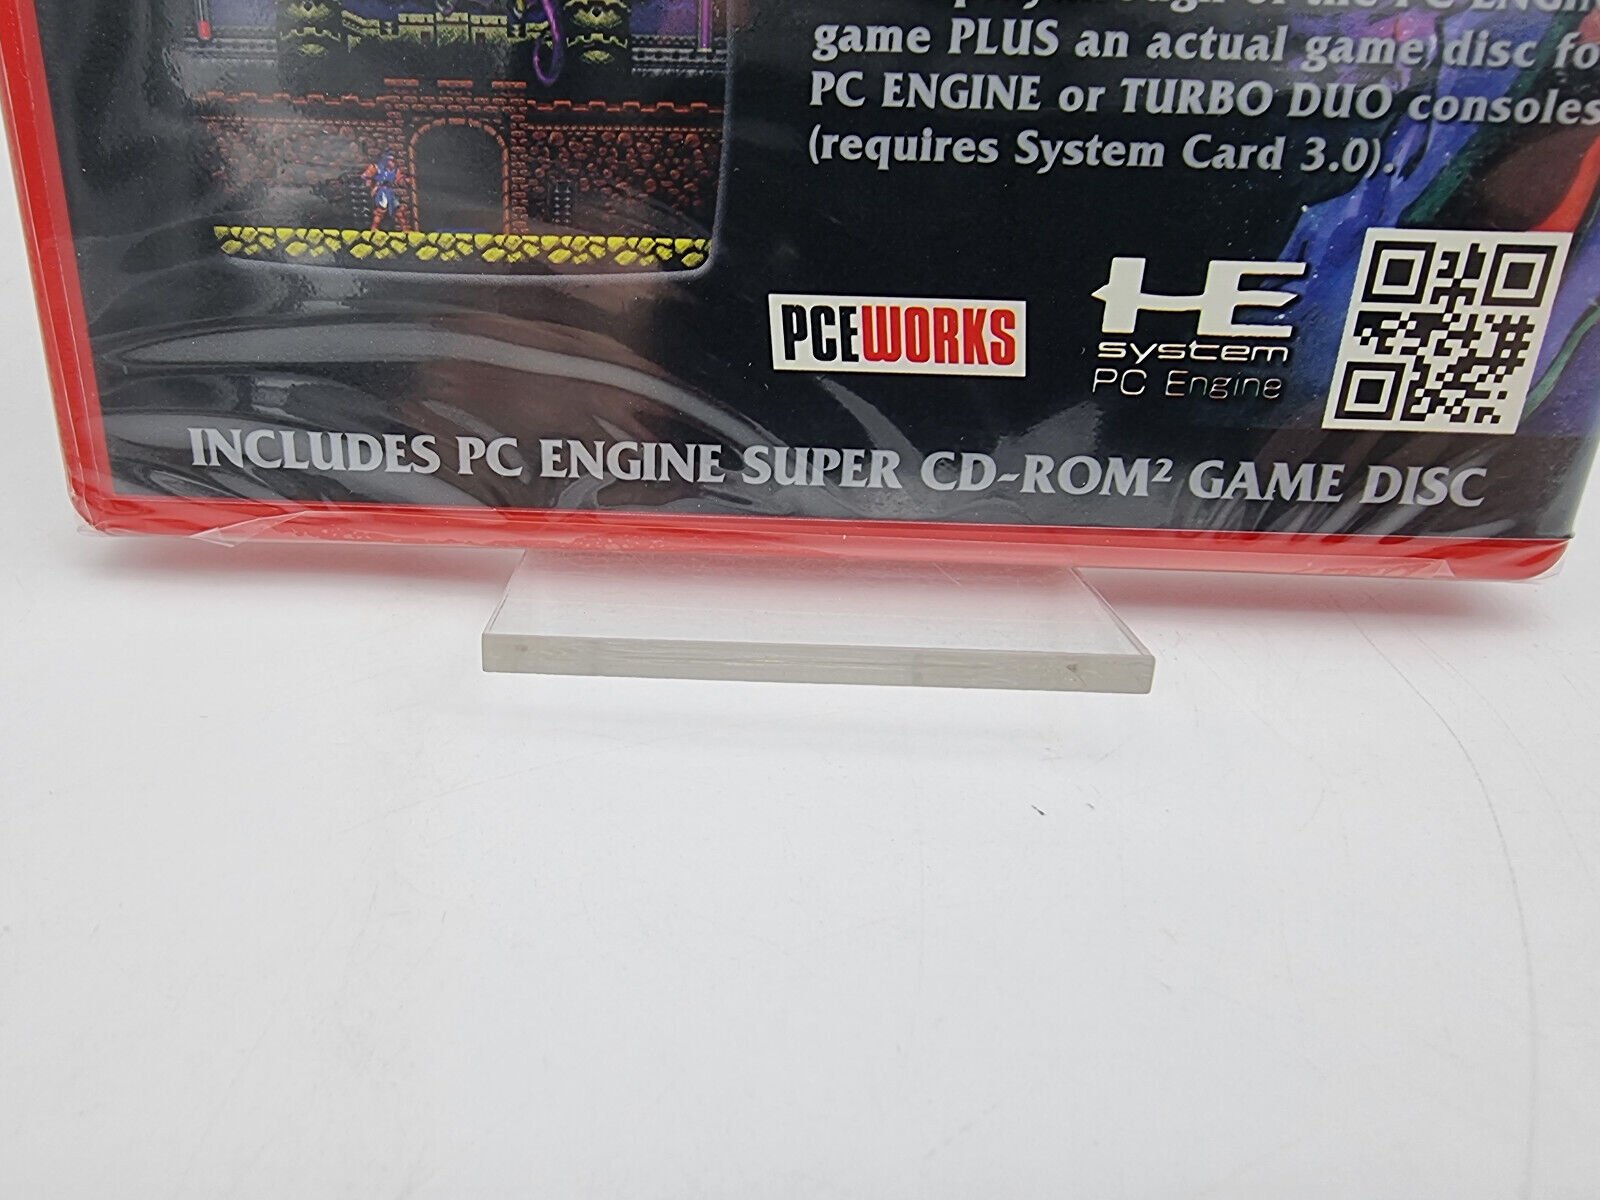 game PLUS an actual game disc fo
PC ENGINE or TURBO DUO consoles
(requires System Card 3.0).
PCEWORKS
HE
system
PC Engine
INCLUDES PC ENGINE SUPER CD-ROM² GAME DISC